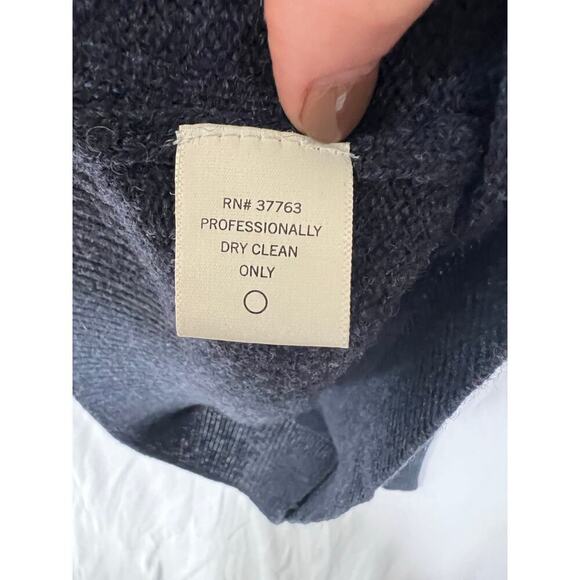 RN# 37763
PROFESSIONALLY
DRY CLEAN
ONLY